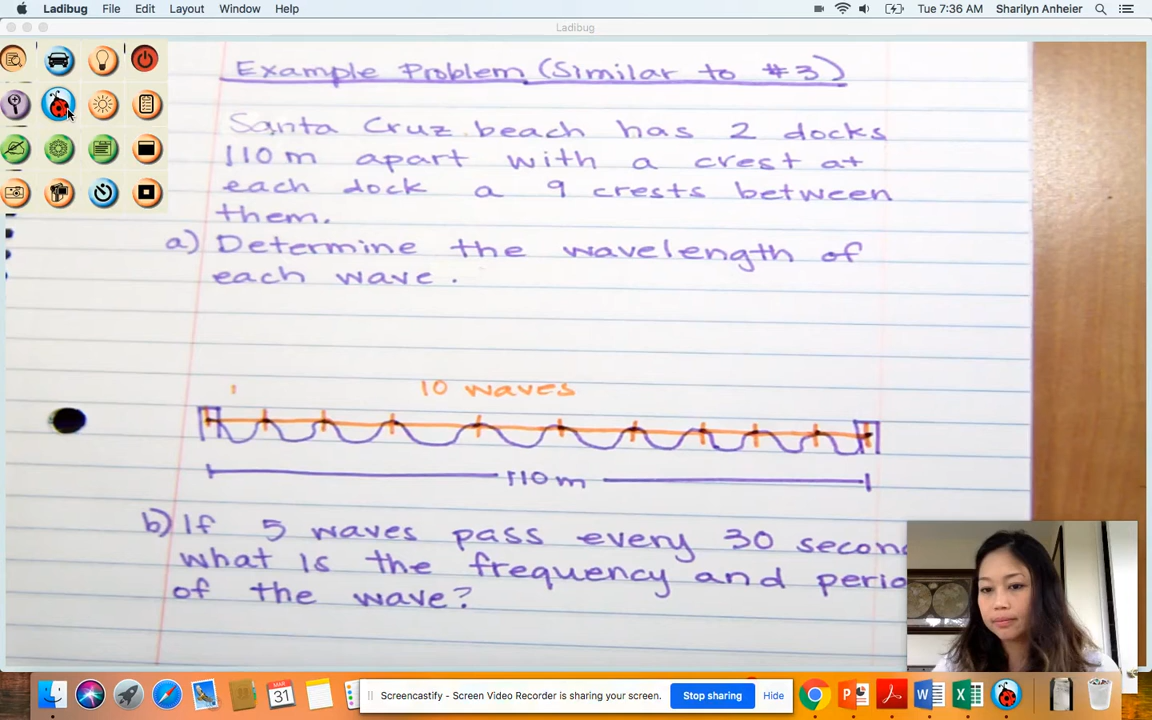 Ladibug File Edit Layout Window Help Tue 7:36 AM Sharilyn Anheier
Ladibug
Example Problem (Similar to #3)
Santa Cruz beach has 2 docks
110 m apart with a crest at
each dock a 9 crests between
them.
a) Determine the wavelength of
each wave.
10 waves
110 m
b) If 5 waves pass every 30 secon
what is the frequency and perio
of the wave?
31
Screencastify - Screen Video Recorder is sharing your screen. Stop sharing Hide